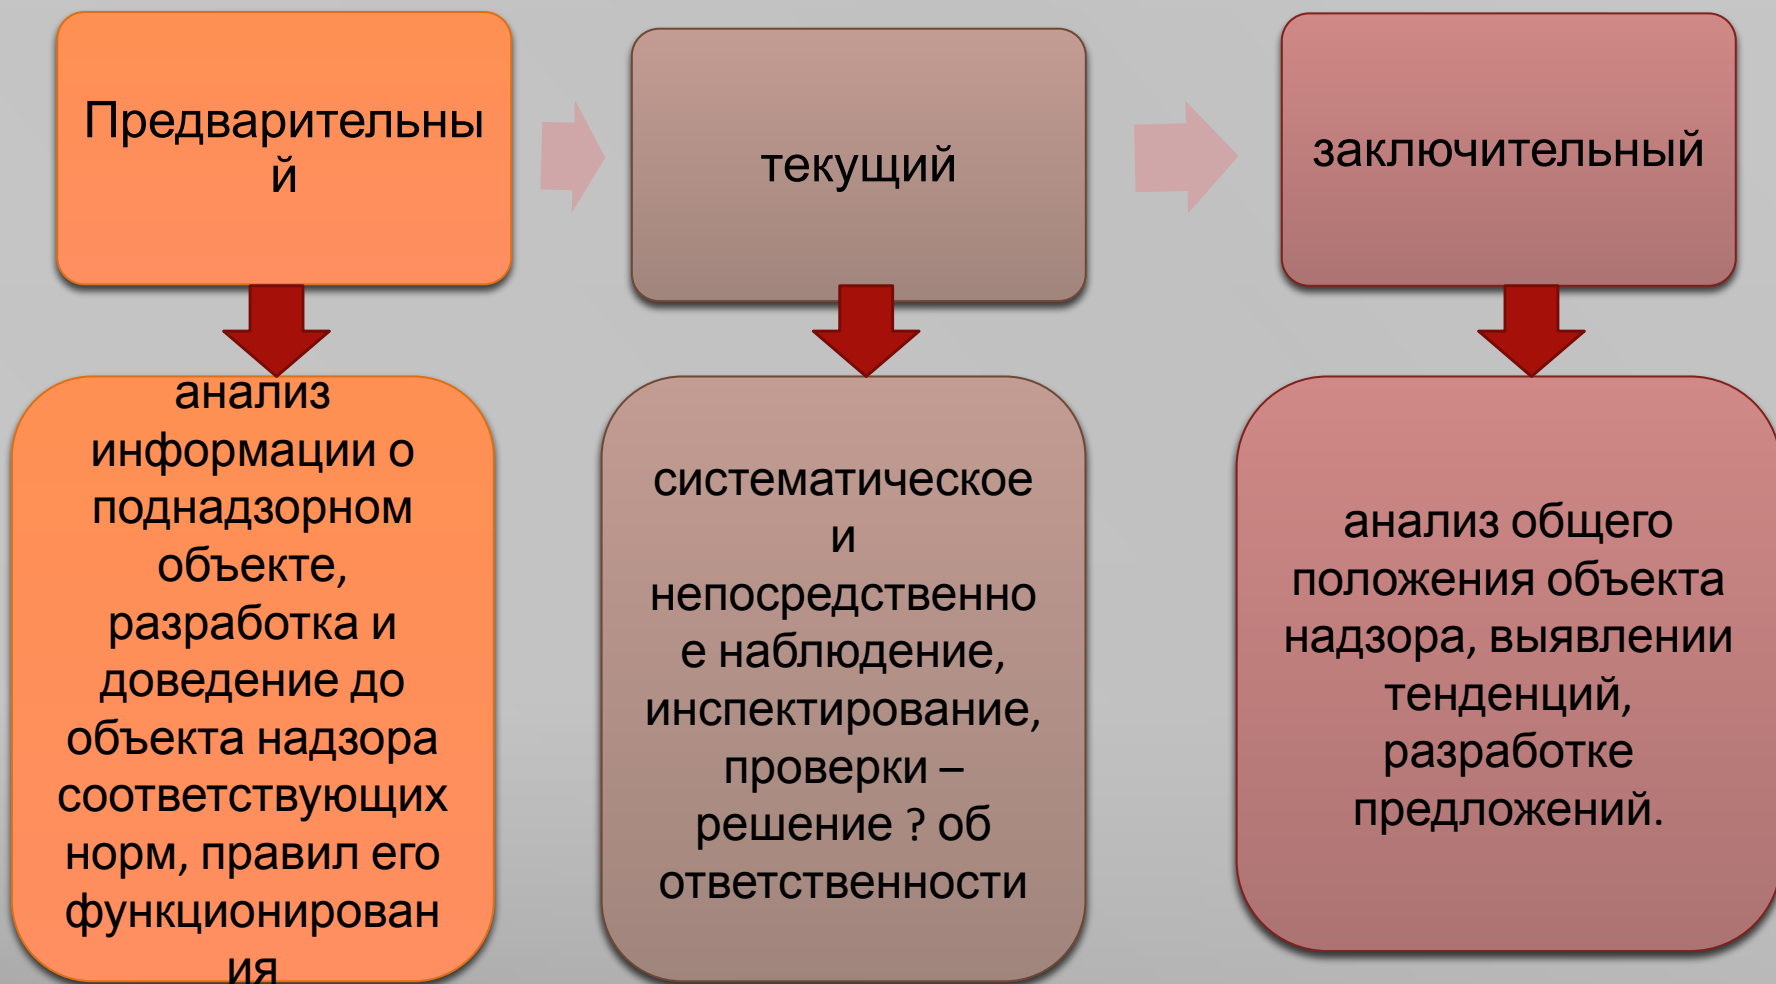 Предварительны
й
текущий
заключительный
анализ
информации о
поднадзорном
объекте,
разработка и
доведение до
объекта надзора
соответствующих
норм, правил его
функционирован
ия
систематическое
и
непосредственно
е наблюдение,
инспектирование,
проверки –
решение ? об
ответственности
анализ общего
положения объекта
надзора, выявлении
тенденций,
разработке
предложений.